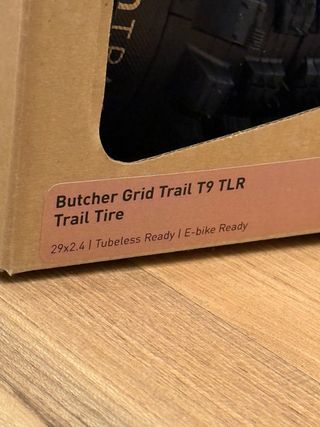 Butcher Grid Trail T9 TLR
Trail Tire
29x2.4 | Tubeless Ready | E-bike Ready